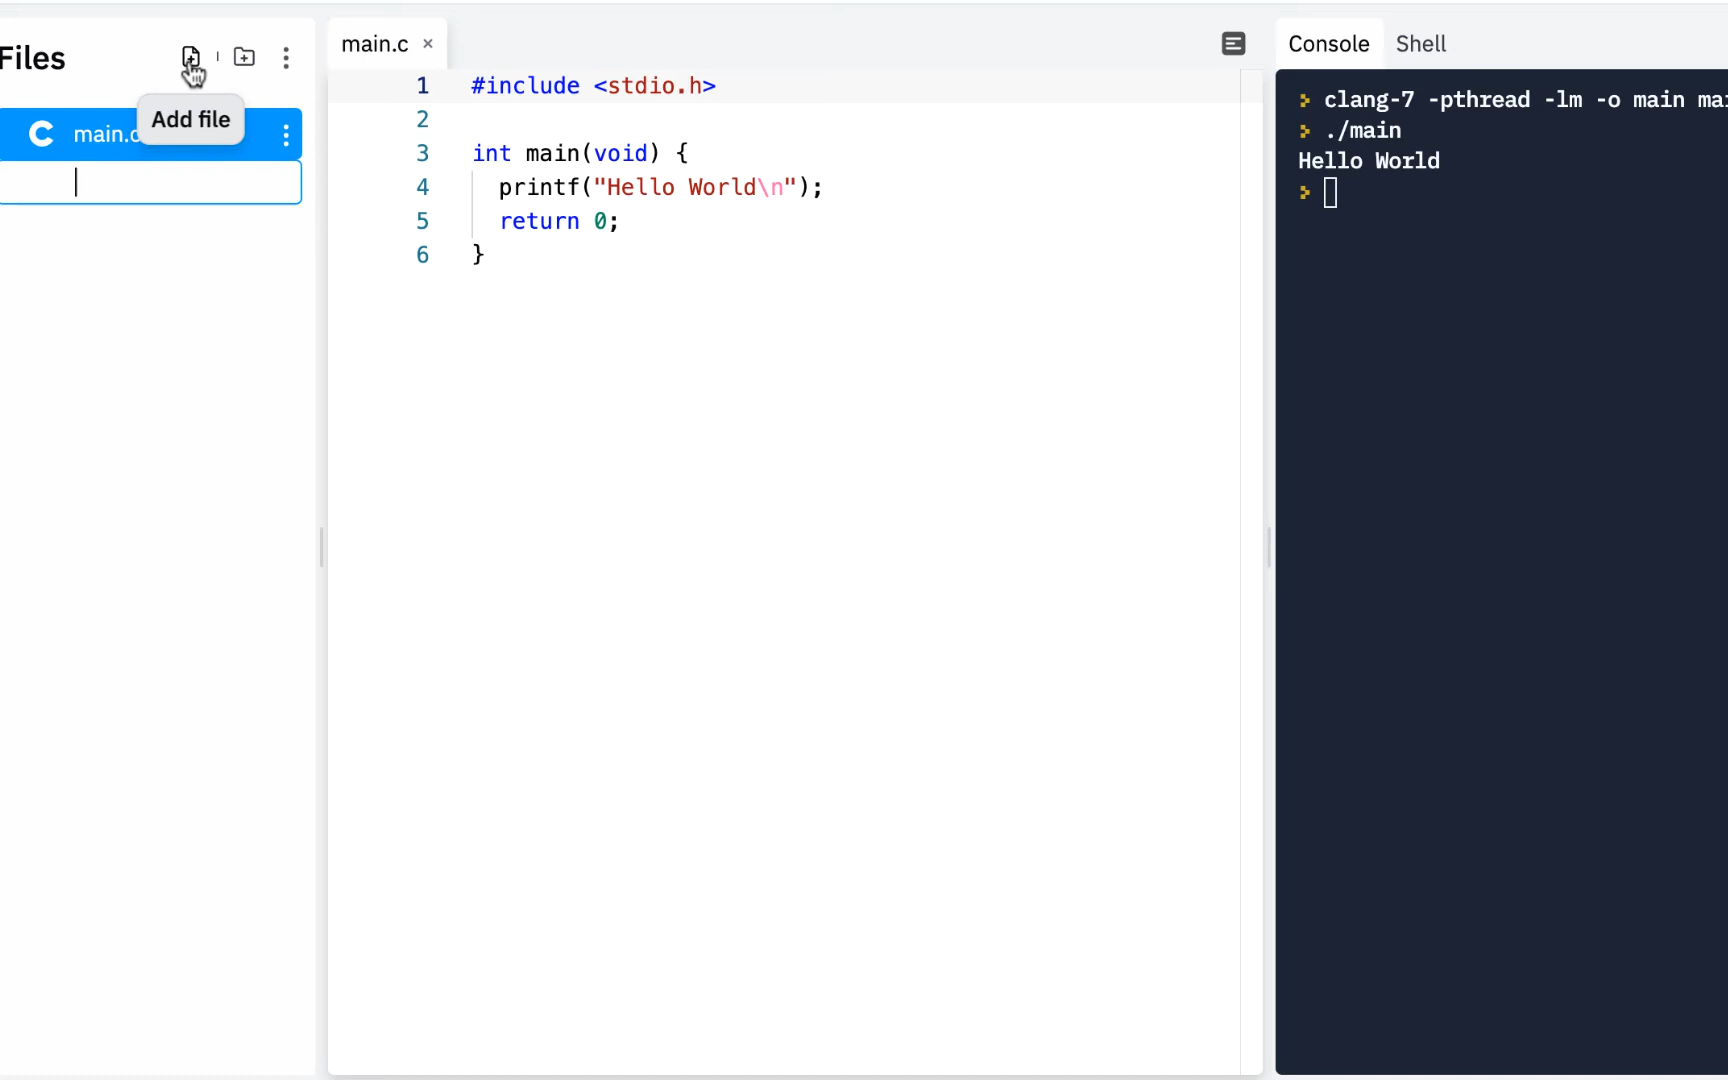 Files
Add file
main.c
main.c ×
1 #include <stdio.h>
2
3 int main(void) {
4 printf("Hello World\n");
5 return 0;
6 }
Console Shell
clang-7 -pthread -lm -o main mai
./main
Hello World